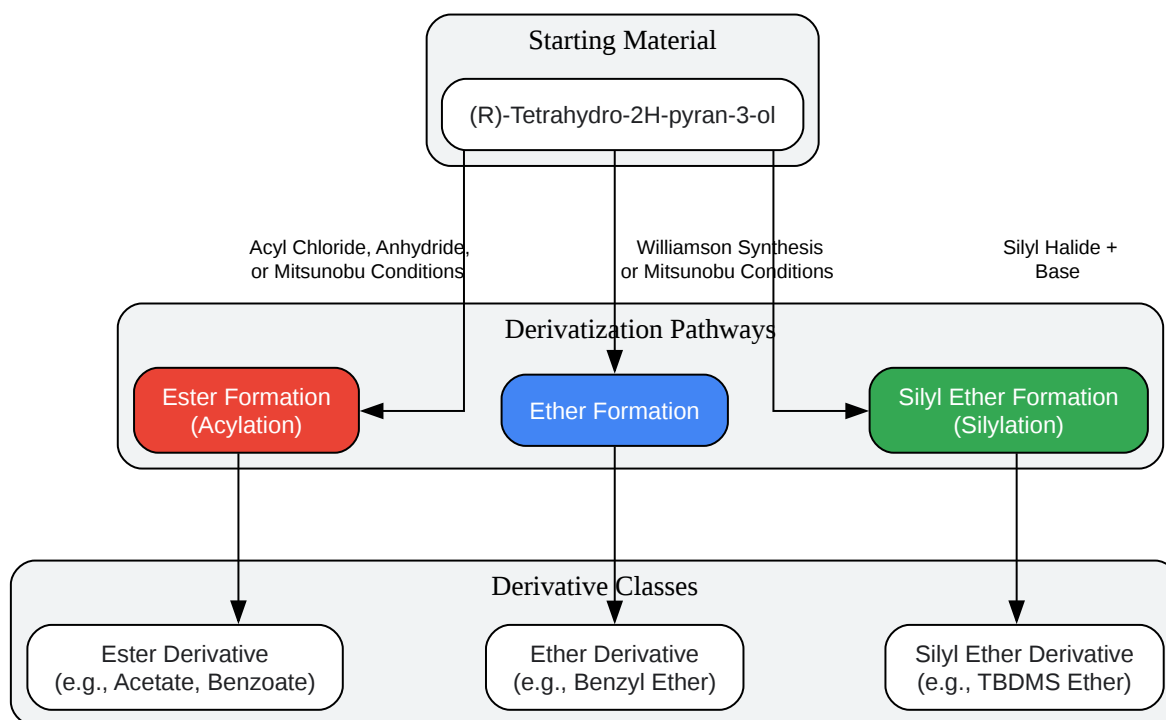 Starting Material
(R)-Tetrahydro-2H-pyran-3-ol
Acyl Chloride, Anhydride,
or Mitsunobu Conditions
Williamson Synthesis
or Mitsunobu Conditions
Silyl Halide +
Base
Derivatization Pathways
Ester Formation
(Acylation)
Ether Formation
Silyl Ether Formation
(Silylation)
Derivative Classes
Ester Derivative
(e.g., Acetate, Benzoate)
Ether Derivative
(e.g., Benzyl Ether)
Silyl Ether Derivative
(e.g., TBDMS Ether)